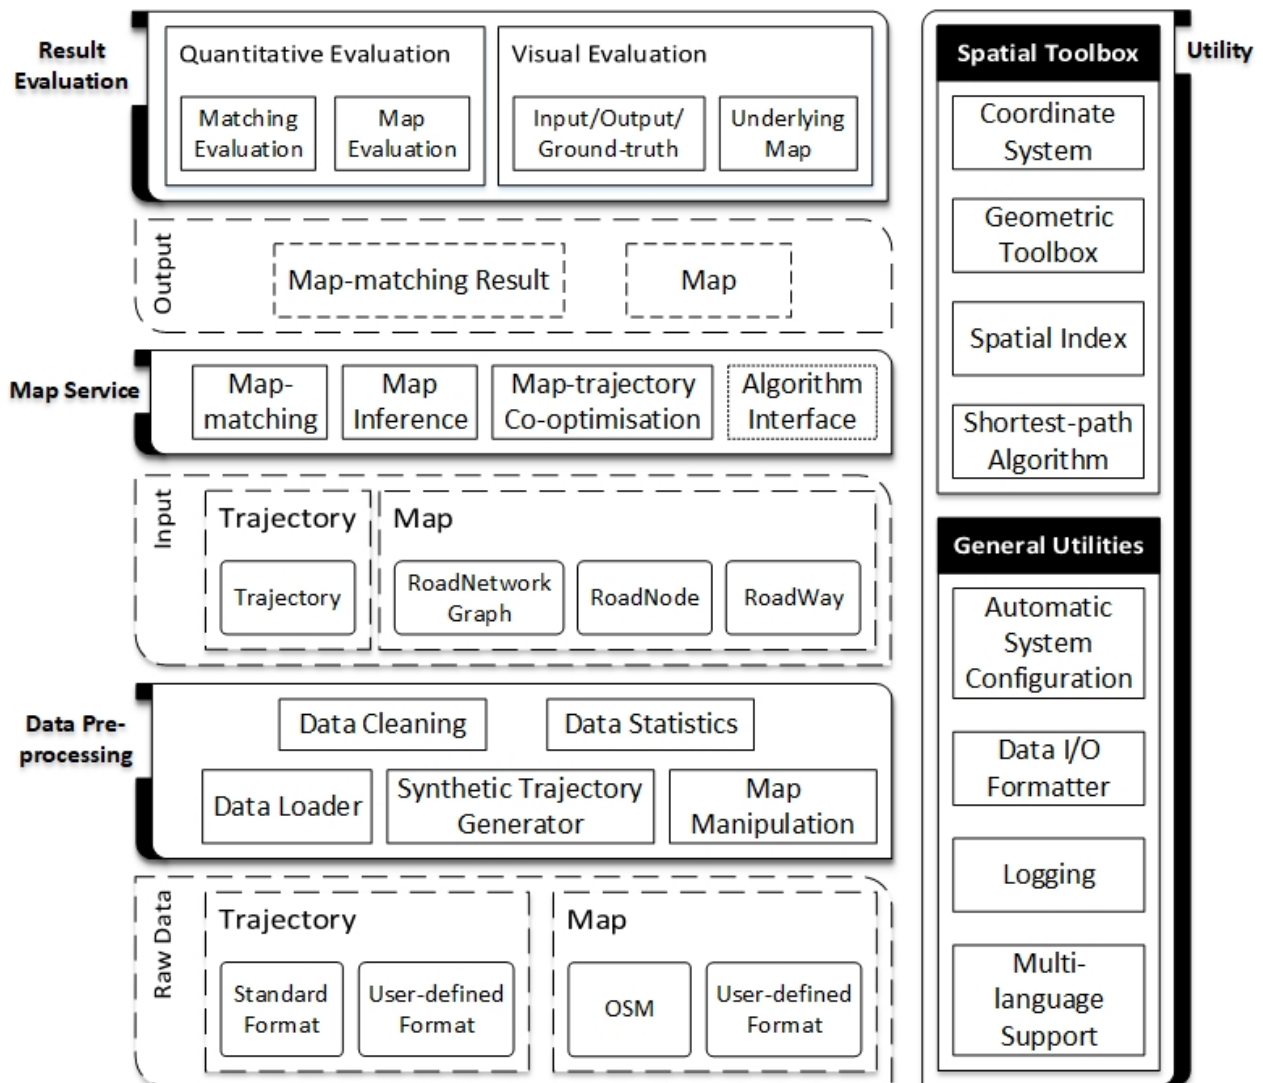 Result
Evaluation
Quantitative Evaluation
Matching
Evaluation
Map
Evaluation
Visual Evaluation
Input/Output/
Ground-truth
Underlying
Map
Output
Map-matching Result
Map
Map Service
Map-
matching
Map
Inference
Map-trajectory
Co-optimisation
Algorithm
Interface
Input
Trajectory
Trajectory
Map
RoadNetwork
Graph
RoadNode
RoadWay
Data Pre-
processing
Data Cleaning
Data Statistics
Data Loader
Synthetic Trajectory
Generator
Map
Manipulation
Raw Data
Trajectory
Standard
Format
User-defined
Format
Map
OSM
User-defined
Format
Utility
Spatial Toolbox
Coordinate
System
Geometric
Toolbox
Spatial Index
Shortest-path
Algorithm
General Utilities
Automatic
System
Configuration
Data I/O
Formatter
Logging
Multi-
language
Support